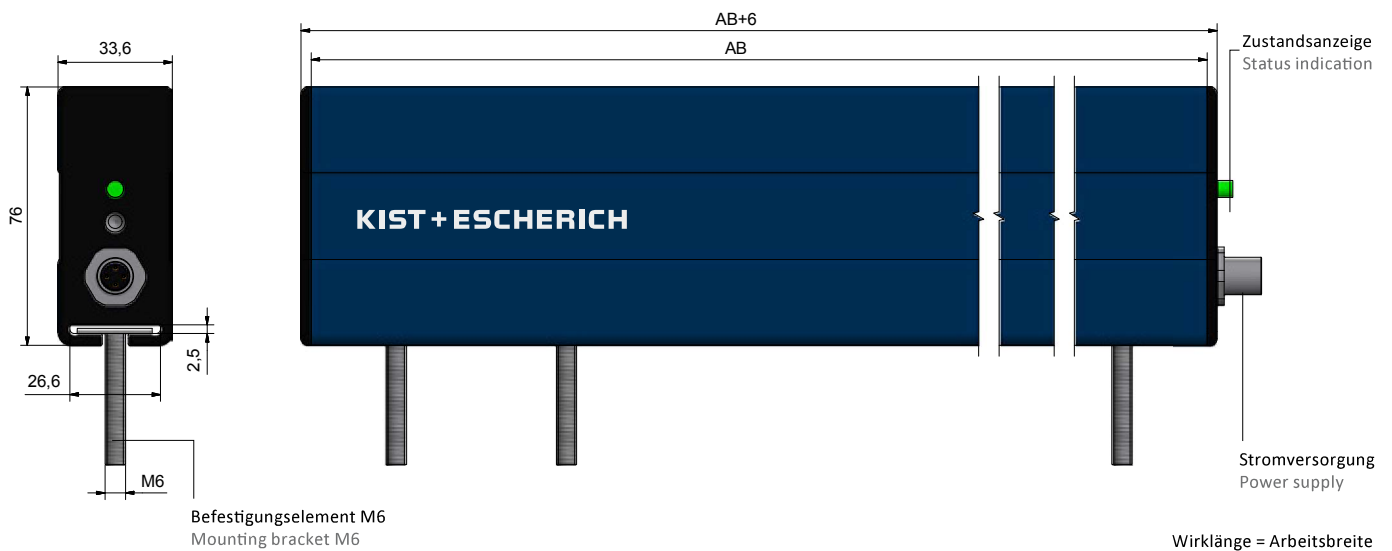 AB+6
33,6
AB
Zustandsanzeige
Status indication
76
KIST + ESCHERICH
2,5
26,6
M6
Stromversorgung
Power supply
Befestigungselement M6
Mounting bracket M6
Wirklänge = Arbeitsbreite